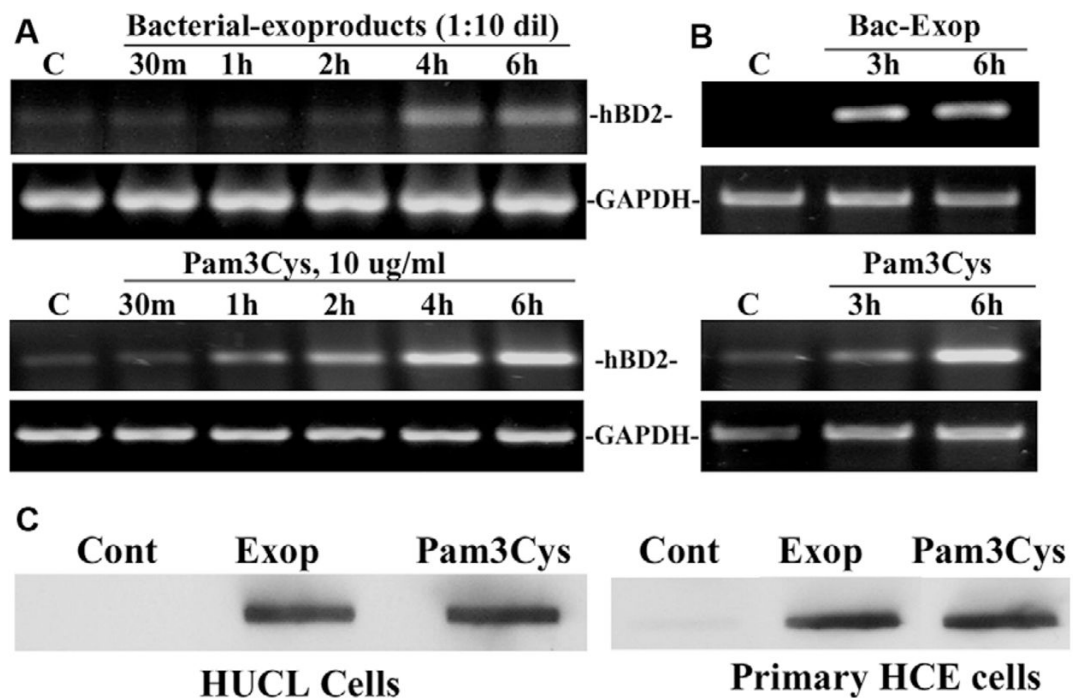 A
Bacterial-exoproducts (1:10 dil)
C 30m 1h 2h 4h 6h
-hBD2-
-GAPDH-
Pam3Cys, 10 ug/ml
C 30m 1h 2h 4h 6h
-hBD2-
-GAPDH-
B
Bac-Exop
C 3h 6h
Pam3Cys
C 3h 6h
C
Cont Exop Pam3Cys
HUCL Cells
Cont Exop Pam3Cys
Primary HCE cells